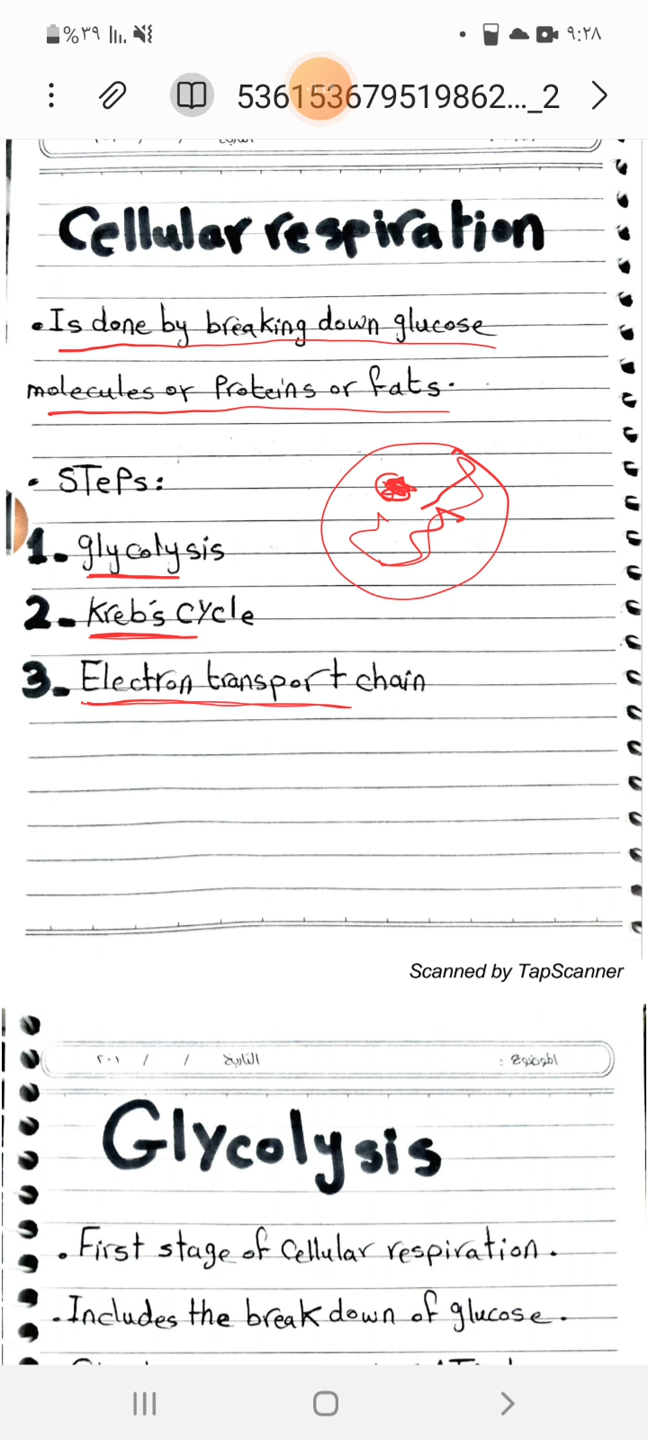 %٣٩
٩:٢٨
536153679519862..._2
Cellular respiration
• Is done by breaking down glucose
molecules or Proteins or fats.
• STePs:
1- glycolysis
2- Kreb's cycle
3- Electron transport chain
Scanned by TapScanner
الموضوع :
التاريخ / / ٢٠١
Glycolysis
• First stage of Cellular respiration.
• Includes the break down of glucose.